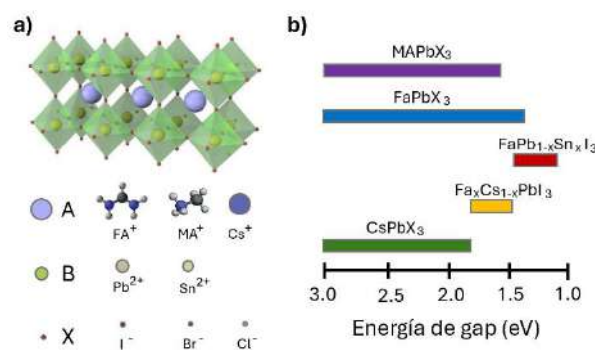 a)
A
FA⁺
MA⁺
Cs⁺
B
Pb²⁺
Sn²⁺
X
I⁻
Br⁻
Cl⁻
b)
MAPbX₃
FaPbX₃
FaPb₁₋ₓSnₓI₃
FaₓCs₁₋ₓPbI₃
CsPbX₃
3.0 2.5 2.0 1.5 1.0
Energía de gap (eV)